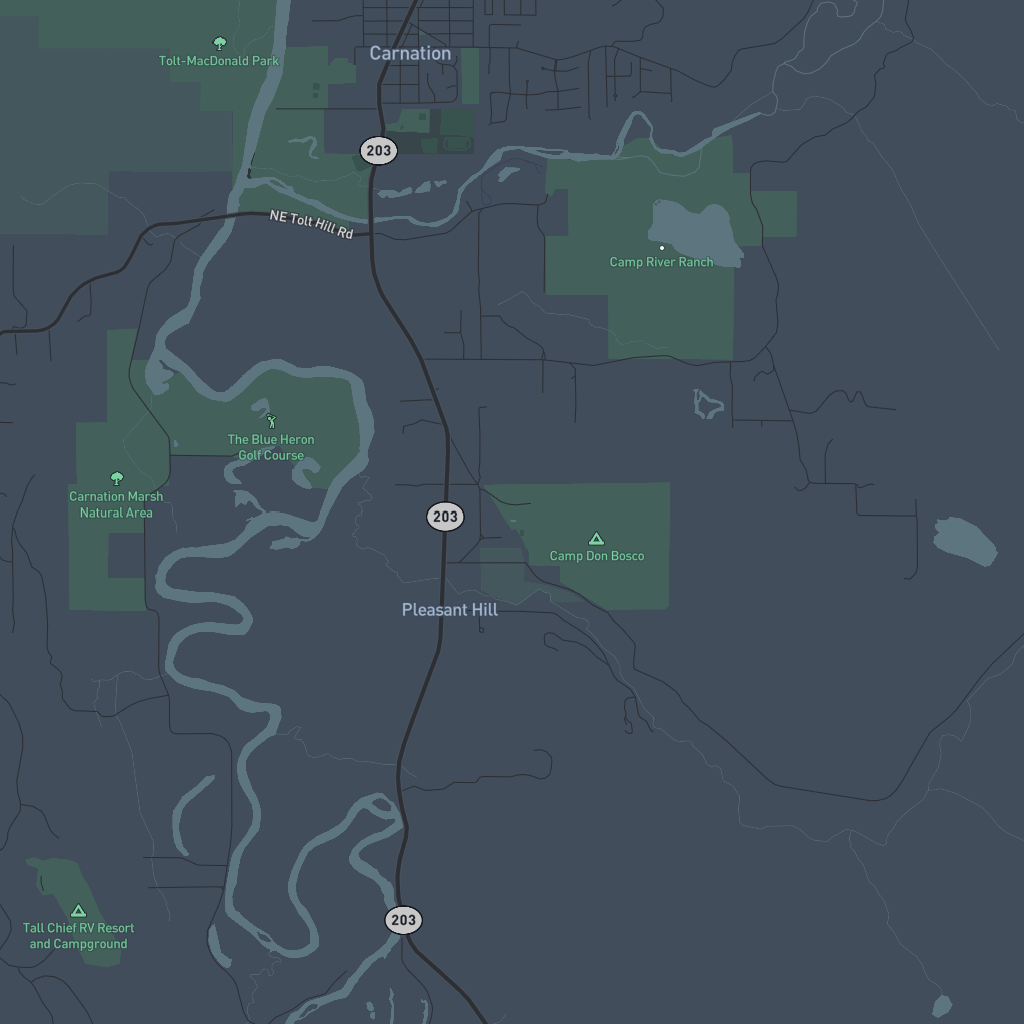 Carnation
Tolt-MacDonald Park
203
NE Tolt Hill Rd
Camp River Ranch
The Blue Heron
Golf Course
Carnation Marsh
Natural Area
203
Camp Don Bosco
Pleasant Hill
203
Tall Chief RV Resort
and Campground